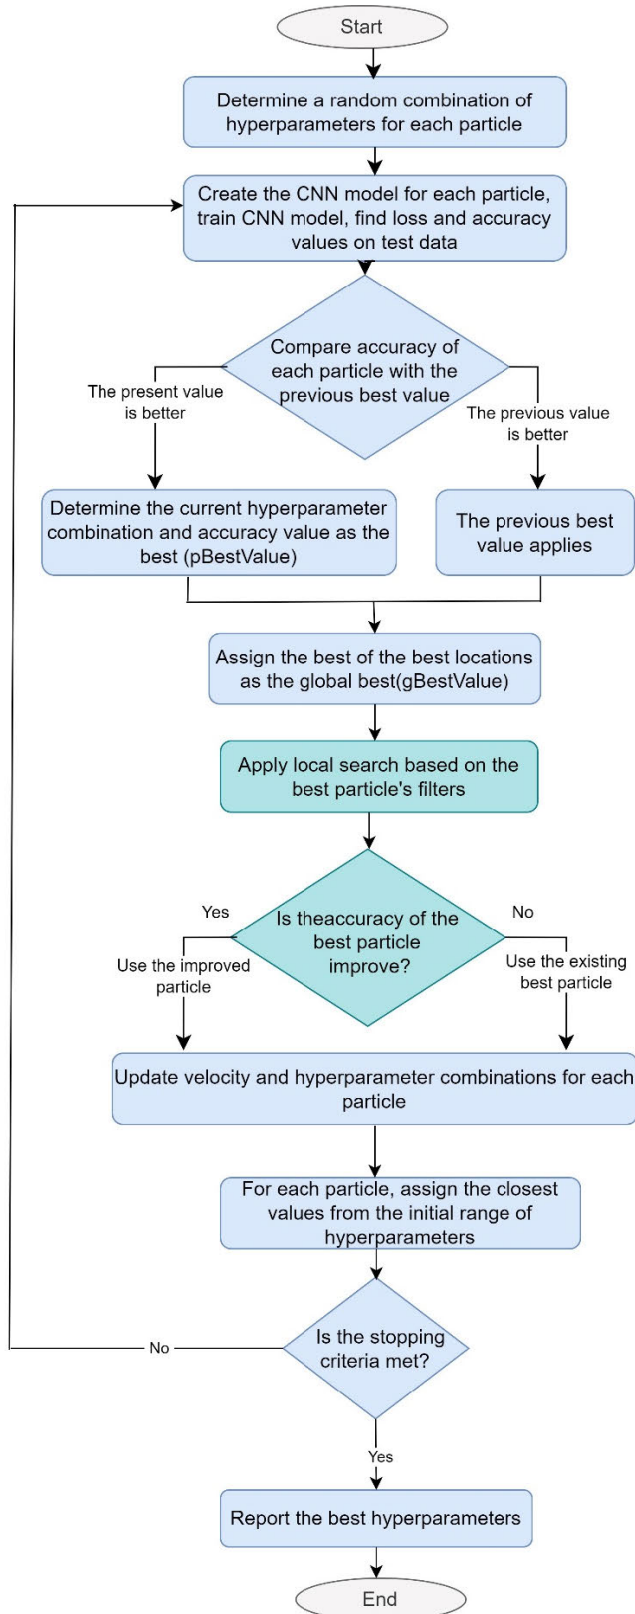 Start
Determine a random combination of
hyperparameters for each particle
Create the CNN model for each particle,
train CNN model, find loss and accuracy
values on test data
Compare accuracy of
each particle with the
previous best value
The present value
is better
The previous value
is better
Determine the current hyperparameter
combination and accuracy value as the
best (pBestValue)
The previous best
value applies
Assign the best of the best locations
as the global best(gBestValue)
Apply local search based on the
best particle's filters
Is theaccuracy of the
best particle
improve?
Yes
No
Use the improved
particle
Use the existing
best particle
Update velocity and hyperparameter combinations for each
particle
For each particle, assign the closest
values from the initial range of
hyperparameters
Is the stopping
criteria met?
No
Yes
Report the best hyperparameters
End